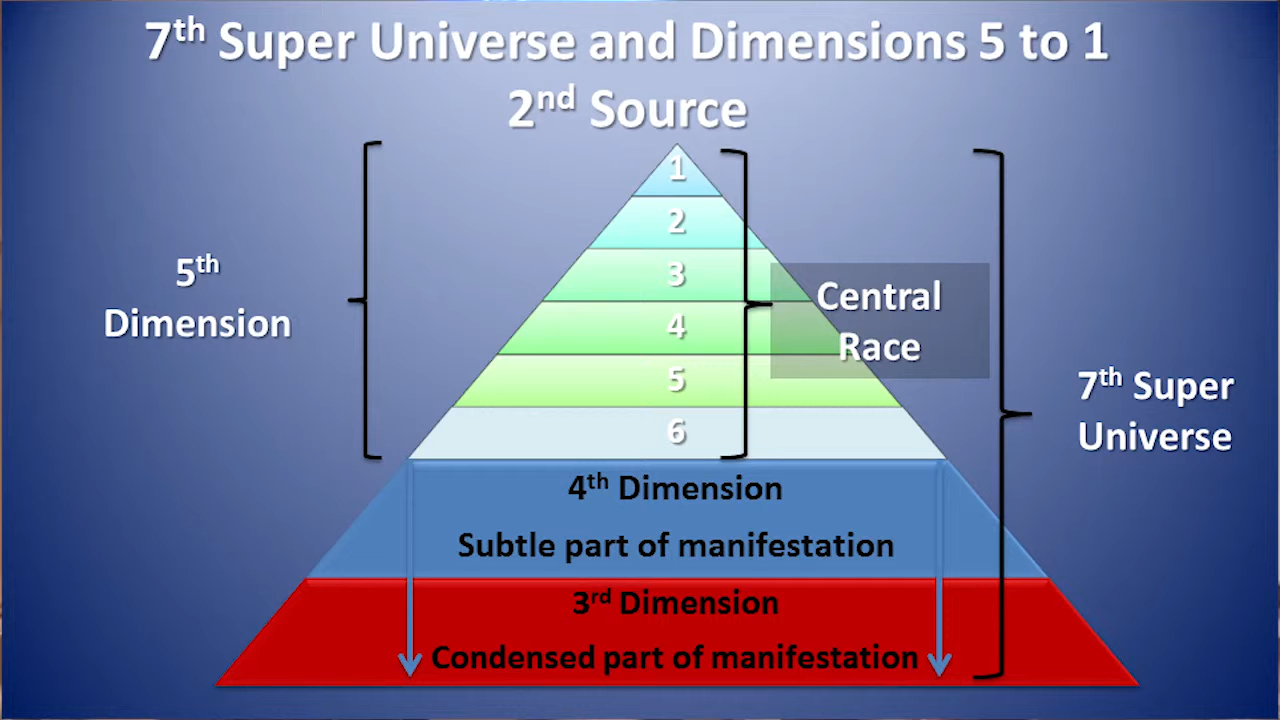 7th Super Universe and Dimensions 5 to 1
2nd Source
1
2
3
4
5
6
5th
Dimension
Central
Race
7th Super
Universe
4th Dimension
Subtle part of manifestation
3rd Dimension
Condensed part of manifestation